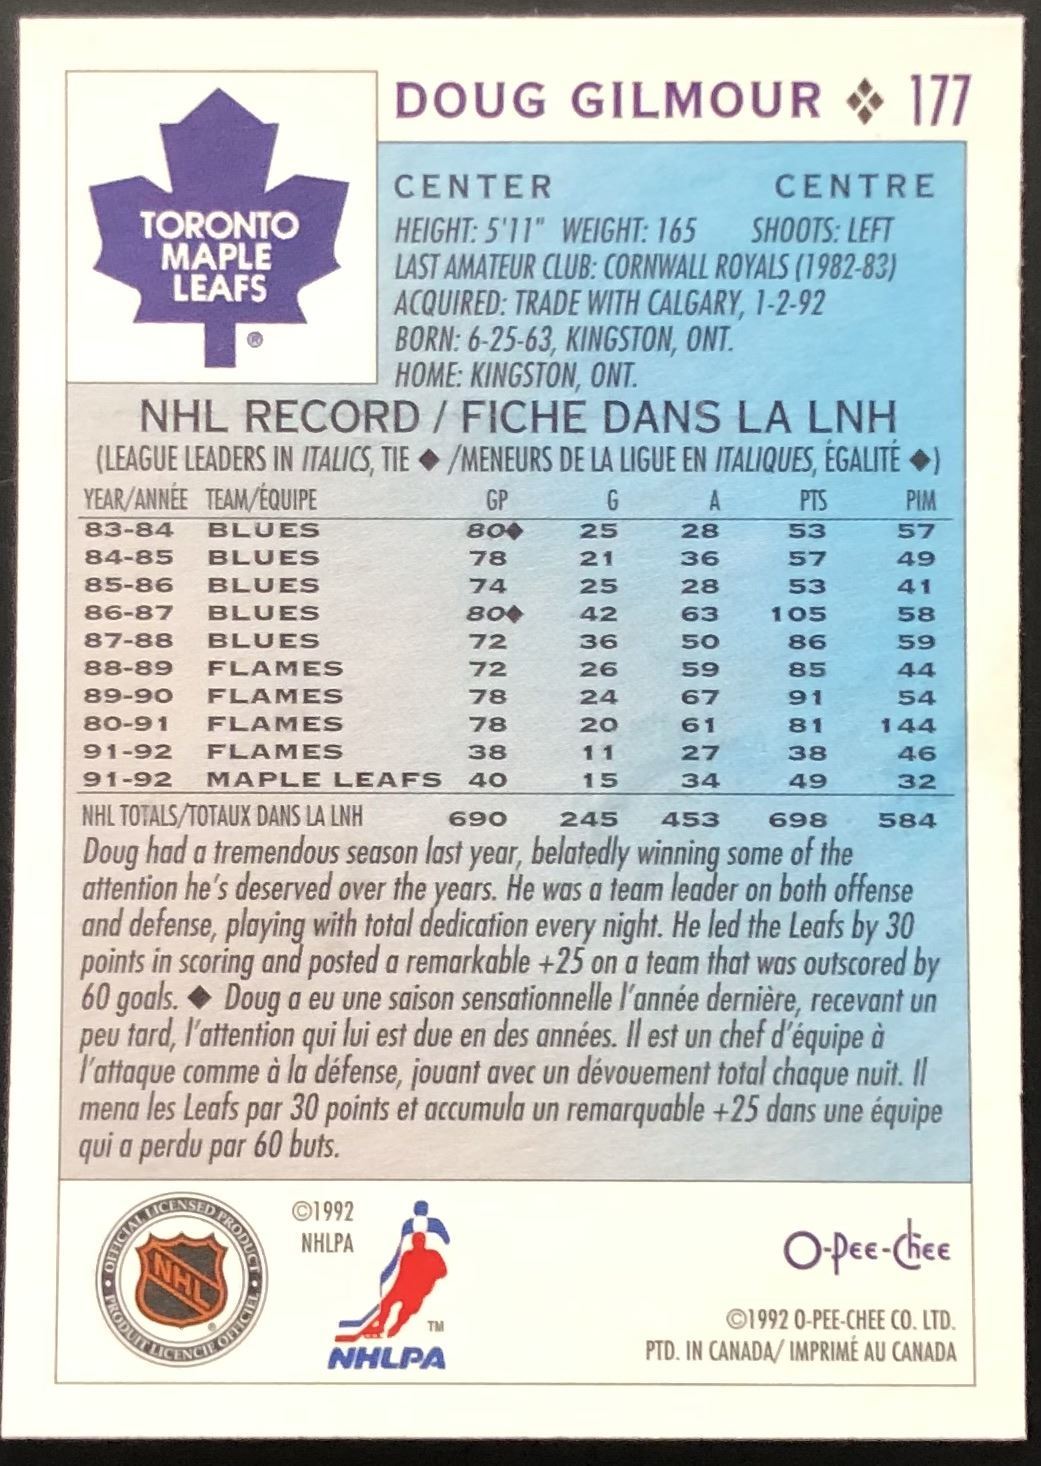 TORONTO
MAPLE
LEAFS
®
DOUG GILMOUR 177
CENTER CENTRE
HEIGHT: 5'11" WEIGHT: 165 SHOOTS: LEFT
LAST AMATEUR CLUB: CORNWALL ROYALS (1982-83)
ACQUIRED: TRADE WITH CALGARY, 1-2-92
BORN: 6-25-63, KINGSTON, ONT.
HOME: KINGSTON, ONT.
NHL RECORD / FICHE DANS LA LNH
(LEAGUE LEADERS IN ITALICS, TIE ◆ /MENEURS DE LA LIGUE EN ITALIQUES, ÉGALITÉ ◆)
YEAR/ANNÉE TEAM/ÉQUIPE GP G A PTS PIM
83-84 BLUES 80◆ 25 28 53 57
84-85 BLUES 78 21 36 57 49
85-86 BLUES 74 25 28 53 41
86-87 BLUES 80◆ 42 63 105 58
87-88 BLUES 72 36 50 86 59
88-89 FLAMES 72 26 59 85 44
89-90 FLAMES 78 24 67 91 54
80-91 FLAMES 78 20 61 81 144
91-92 FLAMES 38 11 27 38 46
91-92 MAPLE LEAFS 40 15 34 49 32
NHL TOTALS/TOTAUX DANS LA LNH 690 245 453 698 584
Doug had a tremendous season last year, belatedly winning some of the
attention he's deserved over the years. He was a team leader on both offense
and defense, playing with total dedication every night. He led the Leafs by 30
points in scoring and posted a remarkable +25 on a team that was outscored by
60 goals. ◆ Doug a eu une saison sensationnelle l'année dernière, recevant un
peu tard, l'attention qui lui est due en des années. Il est un chef d'équipe à
l'attaque comme à la défense, jouant avec un dévouement total chaque nuit. Il
mena les Leafs par 30 points et accumula un remarquable +25 dans une équipe
qui a perdu par 60 buts.
OFFICIAL LICENSED PRODUCT
NHL
PRODUIT LICENCIE OFFICIEL
©1992
NHLPA
TM
NHLPA
O-Pee-Chee
©1992 O-PEE-CHEE CO. LTD.
PTD. IN CANADA/ IMPRIMÉ AU CANADA